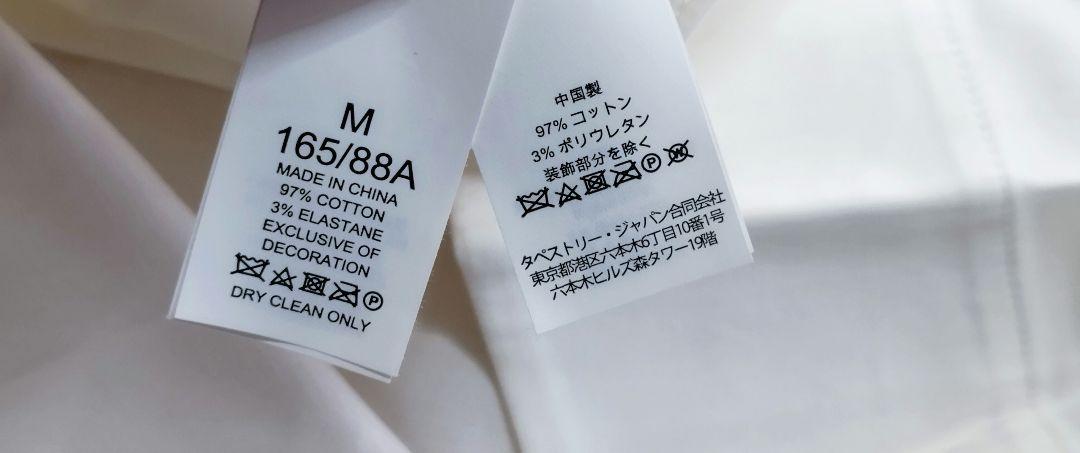 M
165/88A
MADE IN CHINA
97% COTTON
3% ELASTANE
EXCLUSIVE OF
DECORATION
P
DRY CLEAN ONLY
中国製
97% コットン
3% ポリウレタン
装飾部分を除く
P W
タペストリー・ジャパン合同会社
東京都港区六本木6丁目10番1号
六本木ヒルズ森タワー19階